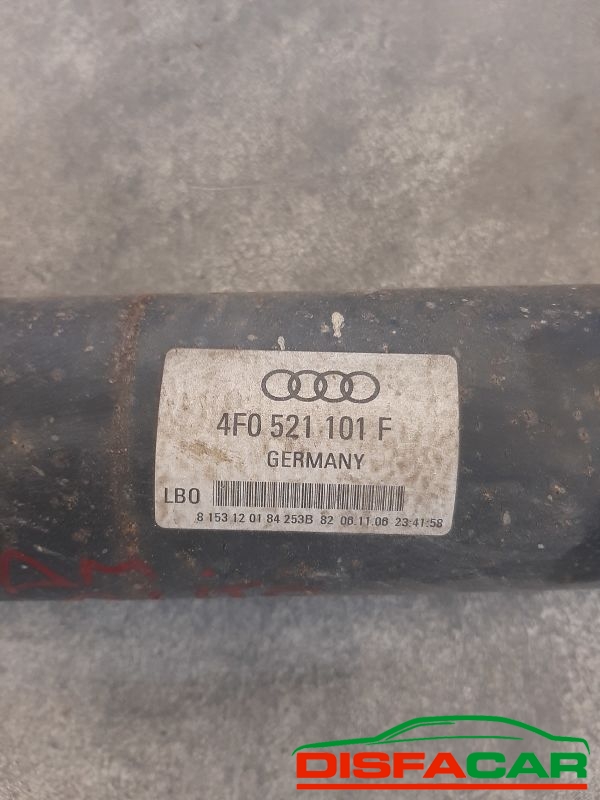 4F0 521 101 F
GERMANY
LBO
8 153 12 01 84 253B 82 06.11.06 23:41:58
DISFACAR